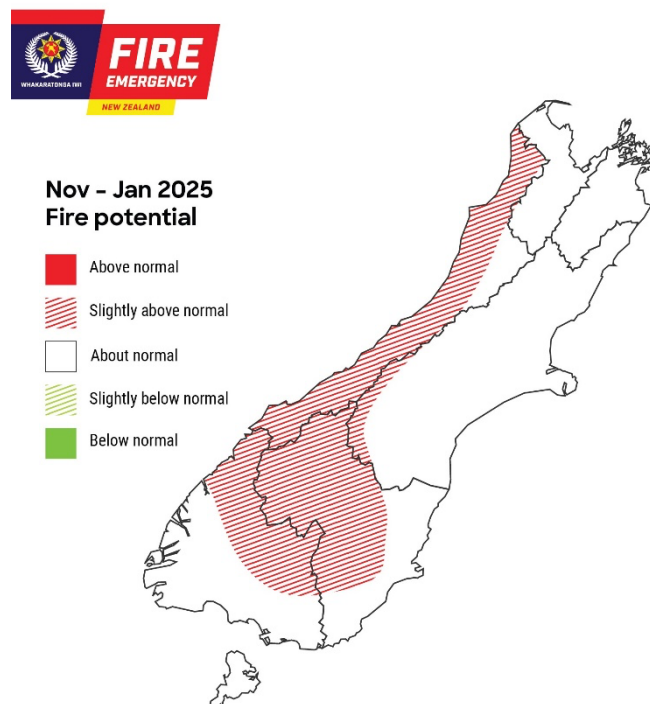 FIRE
EMERGENCY
WHAKARATONGA IWI
NEW ZEALAND
Nov – Jan 2025
Fire potential
Above normal
Slightly above normal
About normal
Slightly below normal
Below normal